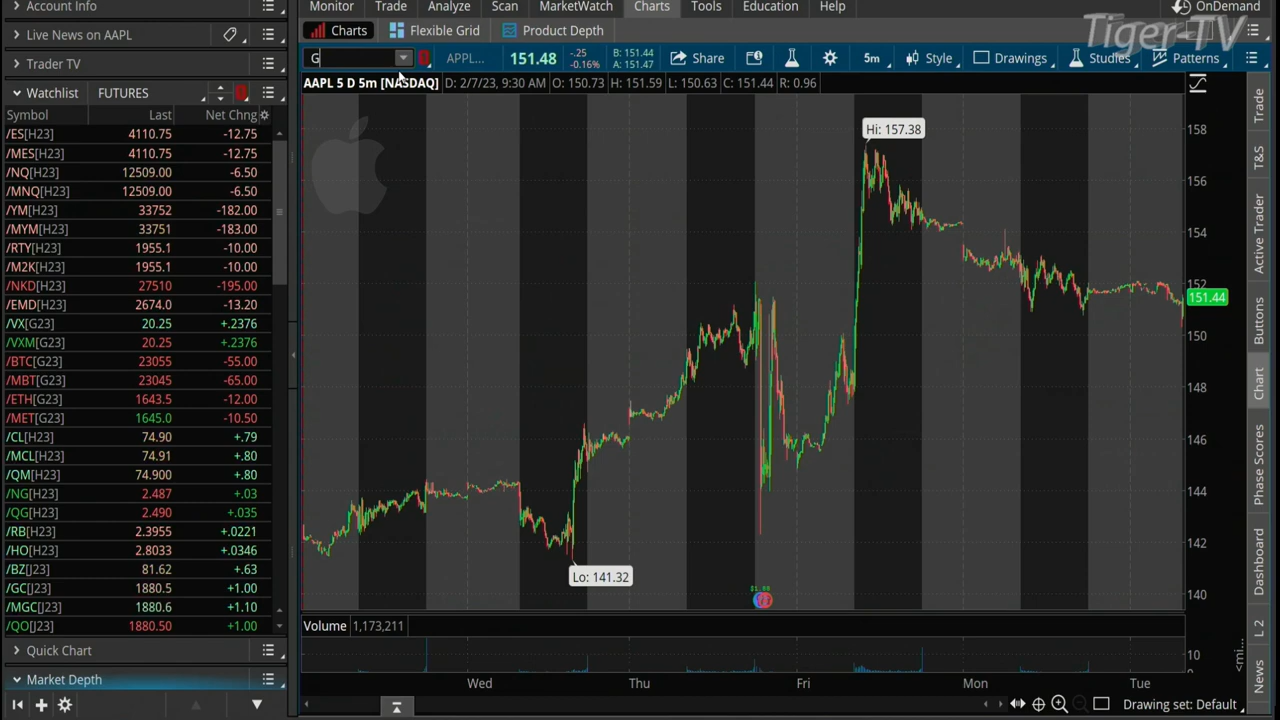 Account Info
Monitor Trade Analyze Scan MarketWatch Charts Tools Education Help
OnDemand
Tiger-TV
Live News on AAPL
Charts Flexible Grid Product Depth
Trader TV
G
APPL...
151.48
-.25
-0.16%
B: 151.44
A: 151.47
Share
5m
Style
Drawings
Studies
Patterns
AAPL 5 D 5m [NASDAQ] D: 2/7/23, 9:30 AM O: 150.73 H: 151.59 L: 150.63 C: 151.44 R: 0.96
Watchlist FUTURES
Symbol Last Net Chng
/ES[H23] 4110.75 -12.75
/MES[H23] 4110.75 -12.75
/NQ[H23] 12509.00 -6.50
/MNQ[H23] 12509.00 -6.50
/YM[H23] 33752 -182.00
/MYM[H23] 33751 -183.00
/RTY[H23] 1955.1 -10.00
/M2K[H23] 1955.1 -10.00
/NKD[H23] 27510 -195.00
/EMD[H23] 2674.0 -13.20
/VX[G23] 20.25 +.2376
/VXM[G23] 20.25 +.2376
/BTC[G23] 23055 -55.00
/MBT[G23] 23045 -65.00
/ETH[G23] 1643.5 -12.00
/MET[G23] 1645.0 -10.50
/CL[H23] 74.90 +.79
/MCL[H23] 74.91 +.80
/QM[H23] 74.900 +.80
/NG[H23] 2.487 +.03
/QG[H23] 2.490 +.035
/RB[H23] 2.3955 +.0221
/HO[H23] 2.8033 +.0346
/BZ[J23] 81.62 +.63
/GC[J23] 1880.5 +1.00
/MGC[J23] 1880.6 +1.10
/QO[J23] 1880.50 +1.00
Quick Chart
Market Depth
Hi: 157.38
Lo: 141.32
158
156
154
152
151.44
150
148
146
144
142
140
Volume 1,173,211
10
0
<mi...
Wed Thu Fri Mon Tue
Drawing set: Default
Trade
T&S
Active Trader
Buttons
Chart
Phase Scores
Dashboard
L 2
News